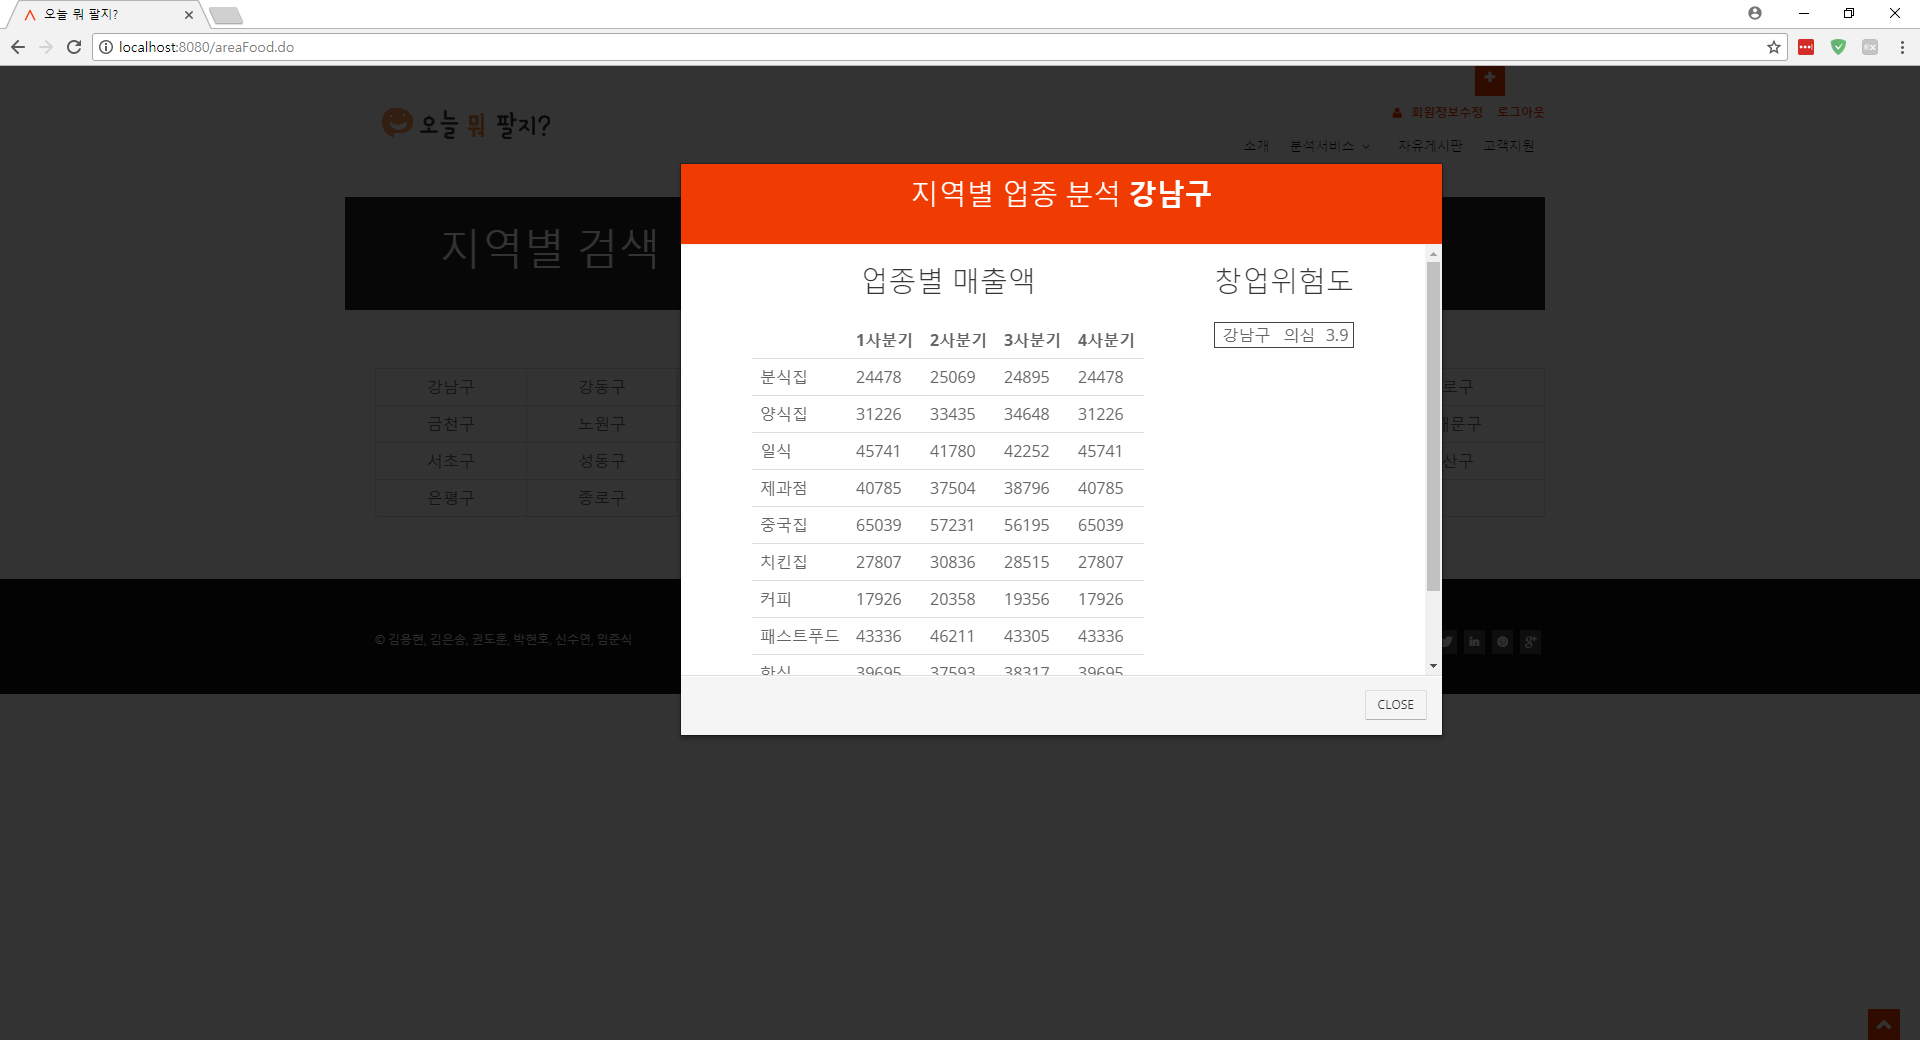 오늘 뭐 팔지?
localhost:8080/areaFood.do
회원정보수정 로그아웃
오늘 뭐 팔지?
소개 분석서비스 자유게시판 고객지원
지역별 검색
지역별 업종 분석 강남구
업종별 매출액 창업위험도
강남구 의심 3.9
1사분기 2사분기 3사분기 4사분기
분식집 24478 25069 24895 24478
양식집 31226 33435 34648 31226
일식 45741 41780 42252 45741
제과점 40785 37504 38796 40785
중국집 65039 57231 56195 65039
치킨집 27807 30836 28515 27807
커피 17926 20358 19356 17926
패스트푸드 43336 46211 43305 43336
한식 39695 37593 38317 39695
CLOSE
강남구 강동구
금천구 노원구
서초구 성동구
은평구 종로구
© 김용현, 김은송, 권도훈, 박현호, 신수연, 임준식